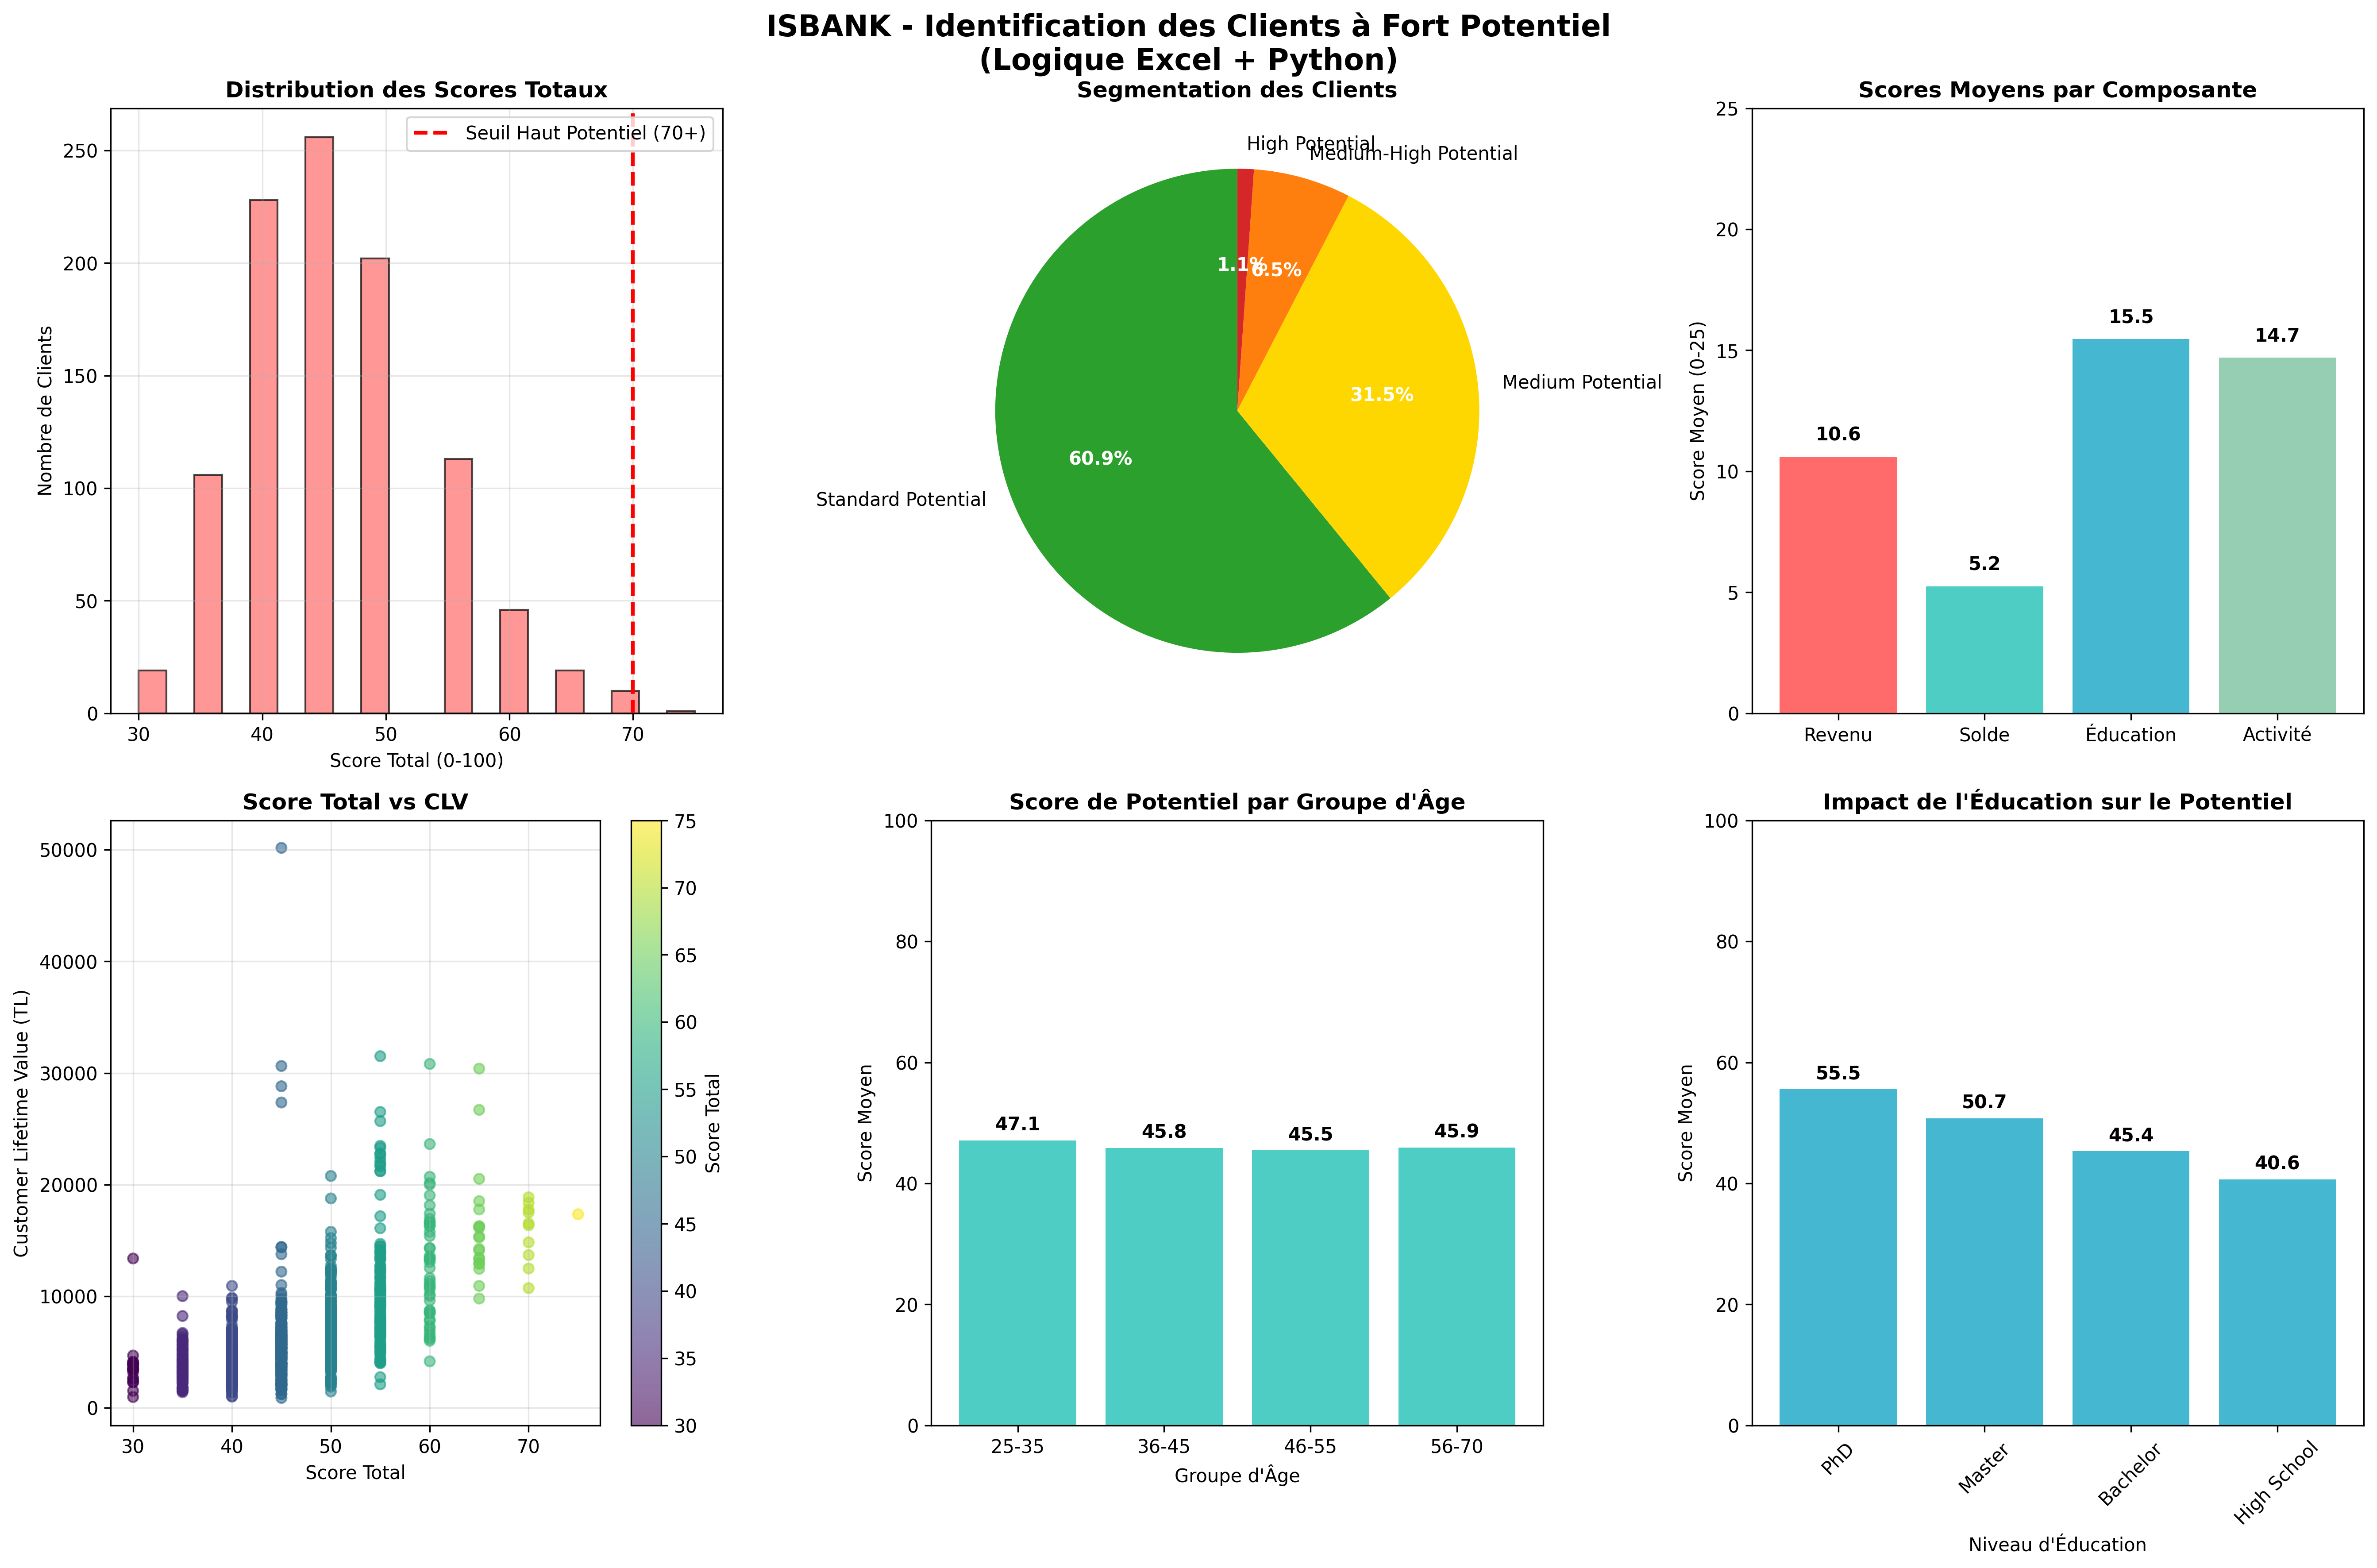 ISBANK - Identification des Clients à Fort Potentiel
(Logique Excel + Python)
Distribution des Scores Totaux
Seuil Haut Potentiel (70+)
250
200
150
100
50
0
Nombre de Clients
30 40 50 60 70
Score Total (0-100)
Segmentation des Clients
High Potential
Medium-High Potential
Medium Potential
Standard Potential
1.1%
6.5%
31.5%
60.9%
Scores Moyens par Composante
25
20
15
10
5
0
Score Moyen (0-25)
10.6
5.2
15.5
14.7
Revenu Solde Éducation Activité
Score Total vs CLV
50000
40000
30000
20000
10000
0
Customer Lifetime Value (TL)
30 40 50 60 70
Score Total
75
70
65
60
55
50
45
40
35
30
Score Total
Score de Potentiel par Groupe d'Âge
100
80
60
40
20
0
Score Moyen
47.1
45.8
45.5
45.9
25-35 36-45 46-55 56-70
Groupe d'Âge
Impact de l'Éducation sur le Potentiel
100
80
60
40
20
0
Score Moyen
55.5
50.7
45.4
40.6
PhD
Master
Bachelor
High School
Niveau d'Éducation